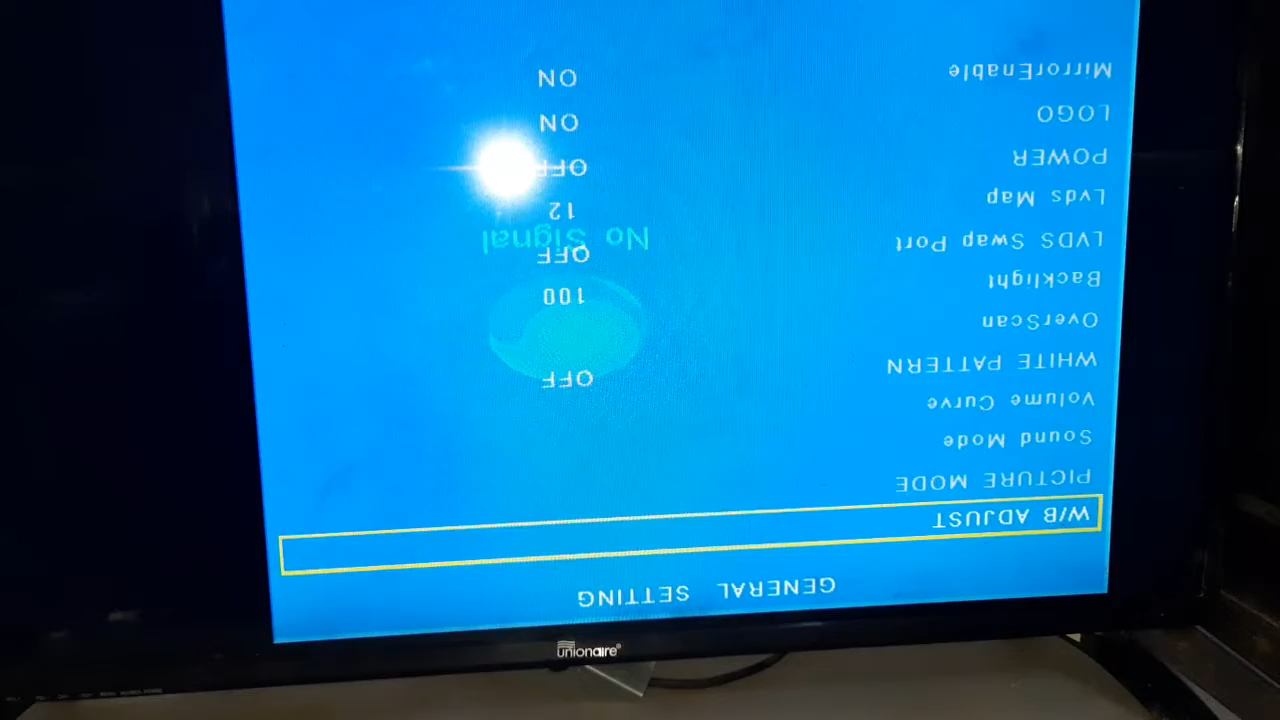 GENERAL SETTING
W/B ADJUST
PICTURE MODE
Sound Mode
Volume Curve
WHITE PATTERN OFF
OverScan
Backlight 100
LVDS Swap Port OFF
No Signal
Lvds Map 12
POWER OFF
LOGO ON
MirrorEnable ON
unionaire